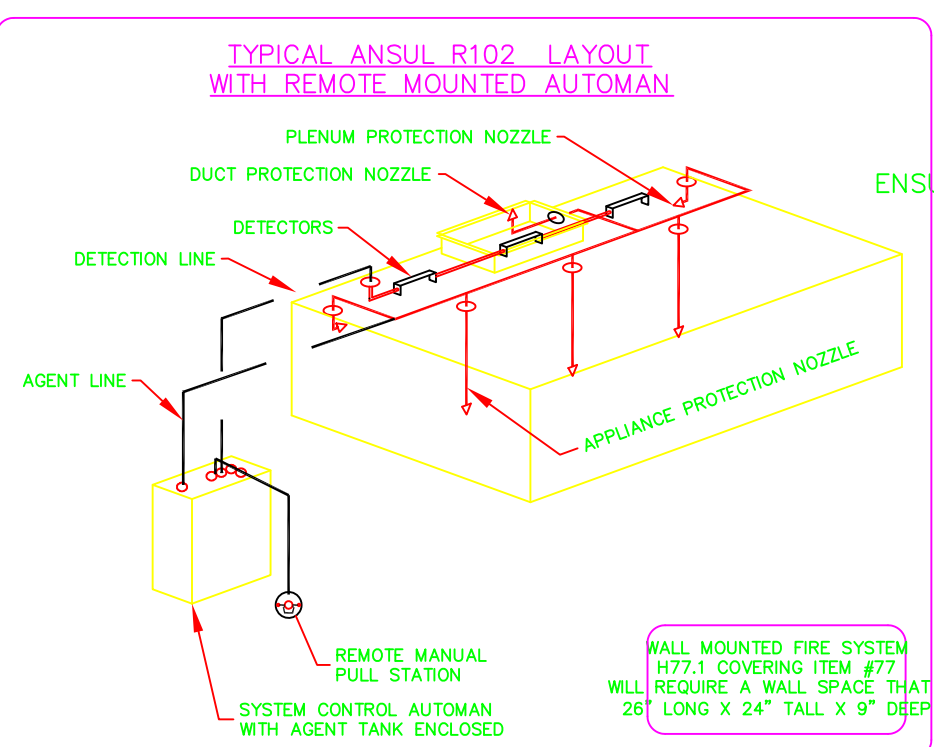 TYPICAL ANSUL R102 LAYOUT
WITH REMOTE MOUNTED AUTOMAN
PLENUM PROTECTION NOZZLE
DUCT PROTECTION NOZZLE
DETECTORS
DETECTION LINE
AGENT LINE
APPLIANCE PROTECTION NOZZLE
REMOTE MANUAL
PULL STATION
SYSTEM CONTROL AUTOMAN
WITH AGENT TANK ENCLOSED
WALL MOUNTED FIRE SYSTEM
H77.1 COVERING ITEM #77
WILL REQUIRE A WALL SPACE THAT
26" LONG X 24" TALL X 9" DEEP